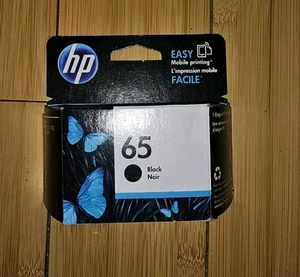 hp
EASY
Mobile printing*
L'impression mobile
FACILE*
65
Black
Noir